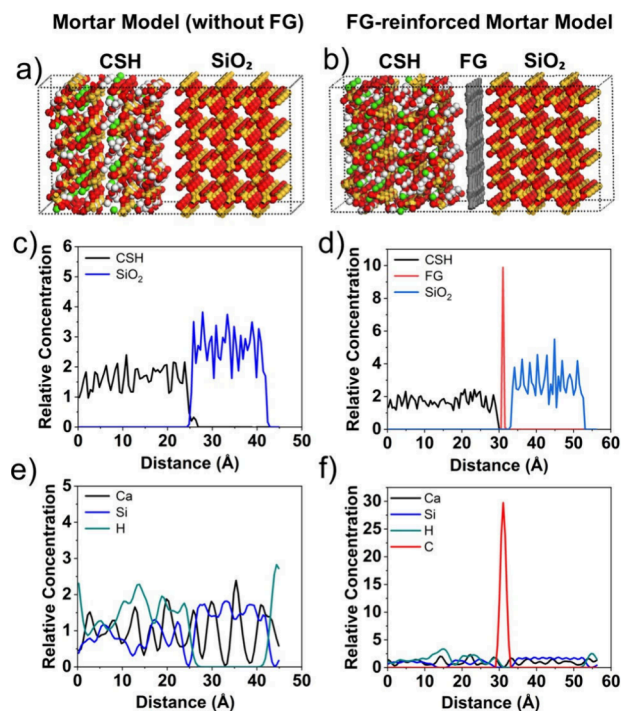 Mortar Model (without FG)
FG-reinforced Mortar Model
a)
CSH
SiO₂
b)
CSH
FG
SiO₂
c)
Relative Concentration
6
5
4
3
2
1
0
CSH
SiO₂
0 10 20 30 40 50
Distance (Å)
d)
Relative Concentration
10
8
6
4
2
0
CSH
FG
SiO₂
0 10 20 30 40 50 60
Distance (Å)
e)
Relative Concentration
5
4
3
2
1
0
Ca
Si
H
0 10 20 30 40 50
Distance (Å)
f)
Relative Concentration
30
25
20
15
10
5
0
Ca
Si
H
C
0 10 20 30 40 50 60
Distance (Å)